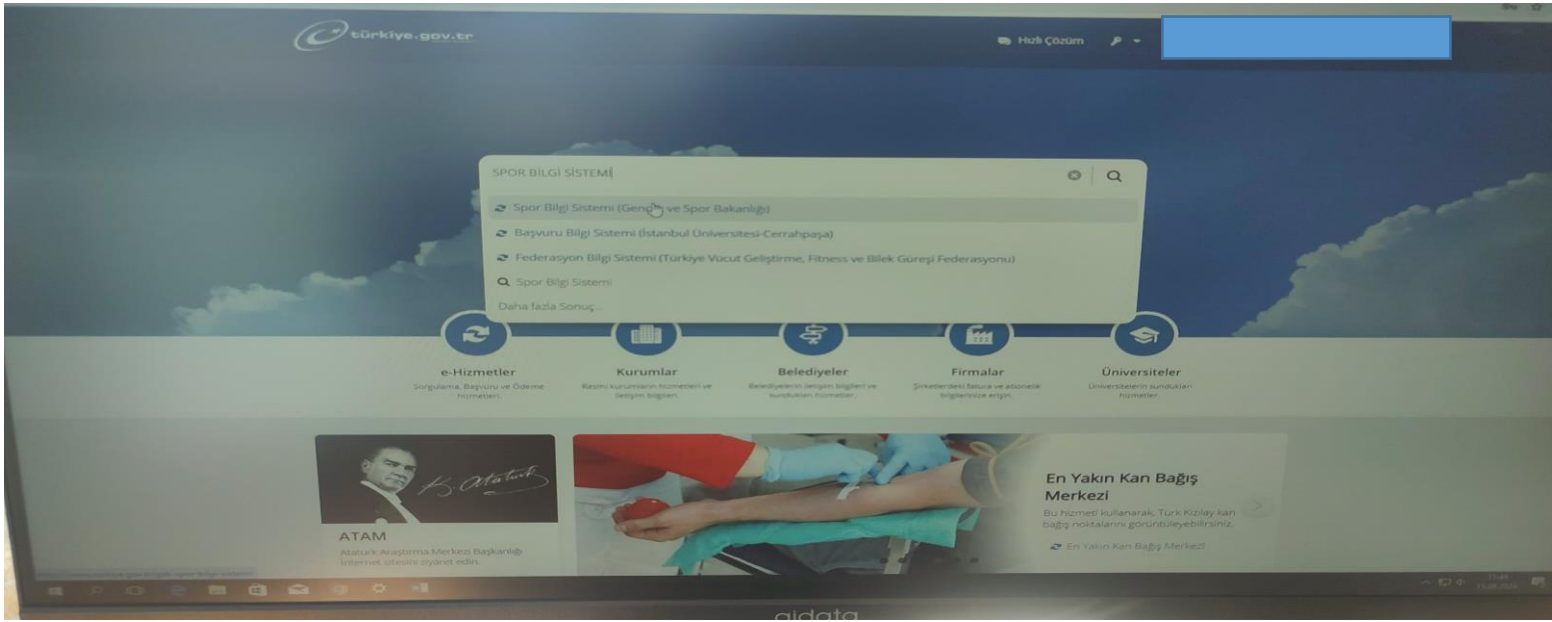 türkiye.gov.tr
Hızlı Çözüm
SPOR BİLGİ SİSTEMİ
Spor Bilgi Sistemi (Gençlik ve Spor Bakanlığı)
Başvuru Bilgi Sistemi (İstanbul Üniversitesi-Cerrahpaşa)
Federasyon Bilgi Sistemi (Türkiye Vücut Geliştirme, Fitness ve Bilek Güreşi Federasyonu)
Spor Bilgi Sistemi
Daha fazla Sonuç...
e-Hizmetler
Sorgulama, Başvuru ve Ödeme
hizmetleri.
Kurumlar
Resmi kurumların hizmetleri ve
iletişim bilgileri.
Belediyeler
Belediyelerin iletişim bilgileri ve
sundukları hizmetler.
Firmalar
Şirketlerdeki fatura ve abonelik
bilgilerinize erişin.
Üniversiteler
Üniversitelerin sundukları
hizmetler.
K. Atatürk
ATAM
Atatürk Araştırma Merkezi Başkanlığı
İnternet sitesini ziyaret edin.
En Yakın Kan Bağış
Merkezi
Bu hizmeti kullanarak, Türk Kızılay kan
bağış noktalarını görüntüleyebilirsiniz.
En Yakın Kan Bağış Merkezi
aidata